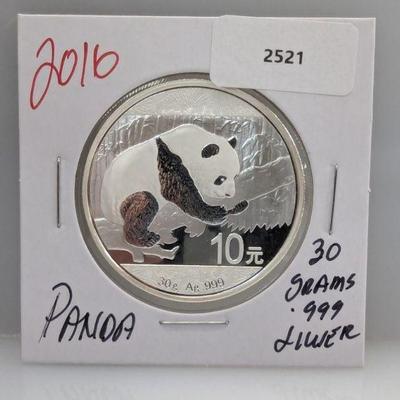 2016
2521
10元
30g Ag.999
PANDA
30
GRAMS
.999
SILVER